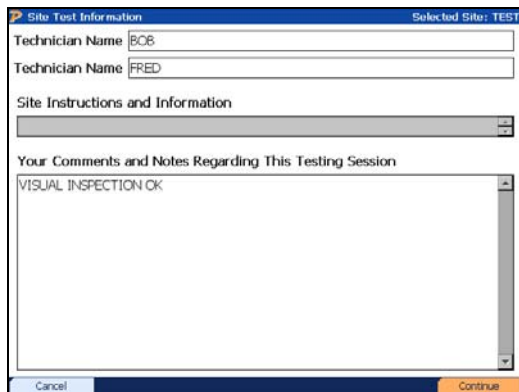 Site Test Information Selected Site: TEST
Technician Name BOB
Technician Name FRED
Site Instructions and Information
Your Comments and Notes Regarding This Testing Session
VISUAL INSPECTION OK
Cancel Continue